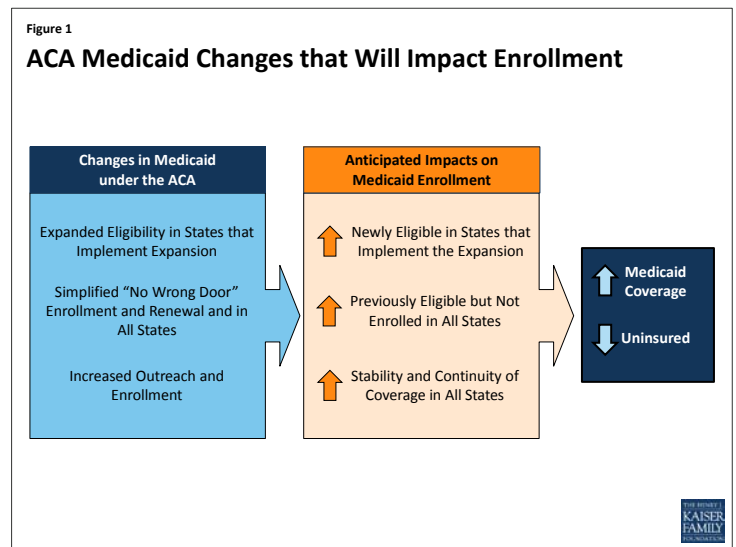 Figure 1
ACA Medicaid Changes that Will Impact Enrollment
Changes in Medicaid
under the ACA
Expanded Eligibility in States that
Implement Expansion
Simplified “No Wrong Door”
Enrollment and Renewal and in
All States
Increased Outreach and
Enrollment
Anticipated Impacts on
Medicaid Enrollment
Newly Eligible in States that
Implement the Expansion
Previously Eligible but Not
Enrolled in All States
Stability and Continuity of
Coverage in All States
Medicaid
Coverage
Uninsured
THE HENRY J.
KAISER
FAMILY
FOUNDATION